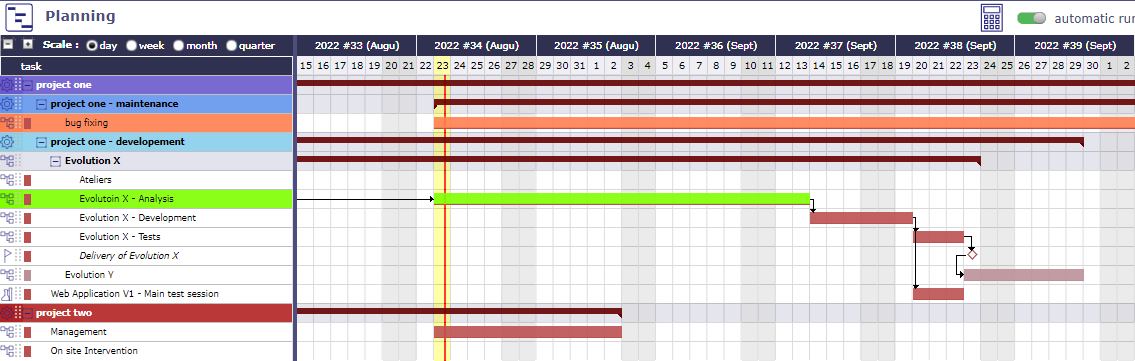 Planning
automatic run
Scale : day week month quarter
2022 #33 (Augu) 2022 #34 (Augu) 2022 #35 (Augu) 2022 #36 (Sept) 2022 #37 (Sept) 2022 #38 (Sept) 2022 #39 (Sept)
task
15 16 17 18 19 20 21 22 23 24 25 26 27 28 29 30 31 1 2 3 4 5 6 7 8 9 10 11 12 13 14 15 16 17 18 19 20 21 22 23 24 25 26 27 28 29 30 1 2
project one
project one - maintenance
bug fixing
project one - developement
Evolution X
Ateliers
Evolutoin X - Analysis
Evolution X - Development
Evolution X - Tests
Delivery of Evolution X
Evolution Y
Web Application V1 - Main test session
project two
Management
On site Intervention